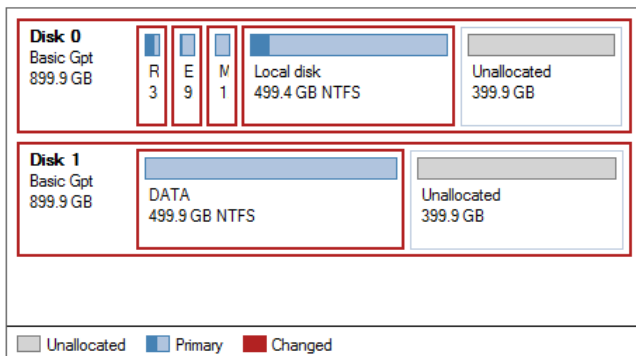 Disk 0
Basic Gpt
899.9 GB
R
3
E
9
M
1
Local disk
499.4 GB NTFS
Unallocated
399.9 GB
Disk 1
Basic Gpt
899.9 GB
DATA
499.9 GB NTFS
Unallocated
399.9 GB
Unallocated Primary Changed